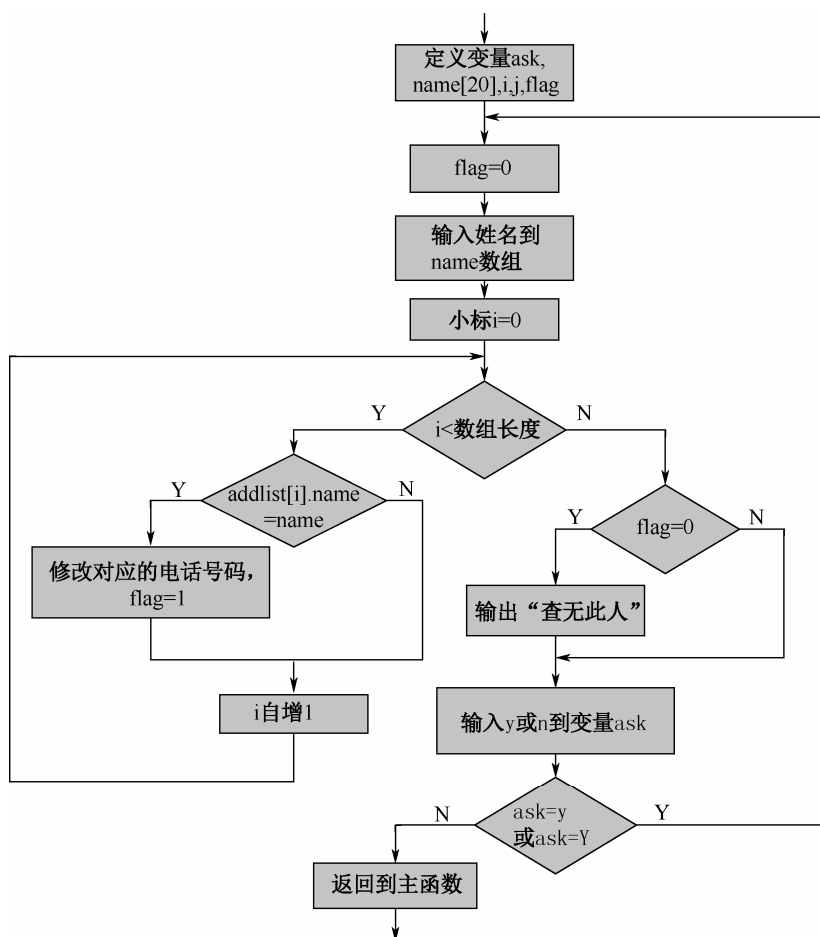 定义变量ask,
name[20],i,j,flag
flag=0
输入姓名到
name数组
小标i=0
i<数组长度
Y
N
addlist[i].name
=name
Y
N
修改对应的电话号码，
flag=1
i自增1
flag=0
Y
N
输出“查无此人”
输入y或n到变量ask
ask=y
或ask=Y
N
Y
返回到主函数